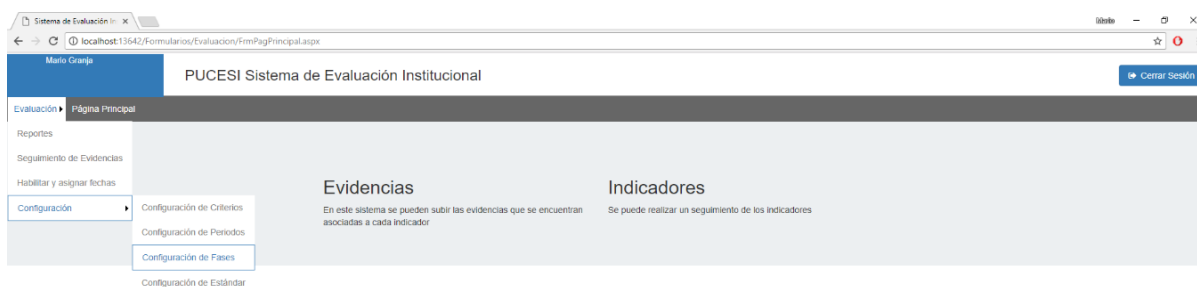 Sistema de Evaluación In
localhost:13642/Formularios/Evaluacion/FrmPagPrincipal.aspx
Mario Granja
PUCESI Sistema de Evaluación Institucional
Cerrar Sesión
Evaluación Página Principal
Reportes
Seguimiento de Evidencias
Habilitar y asignar fechas
Configuración
Configuración de Criterios
Configuración de Periodos
Configuración de Fases
Configuración de Estándar
Evidencias
En este sistema se pueden subir las evidencias que se encuentran
asociadas a cada indicador
Indicadores
Se puede realizar un seguimiento de los indicadores